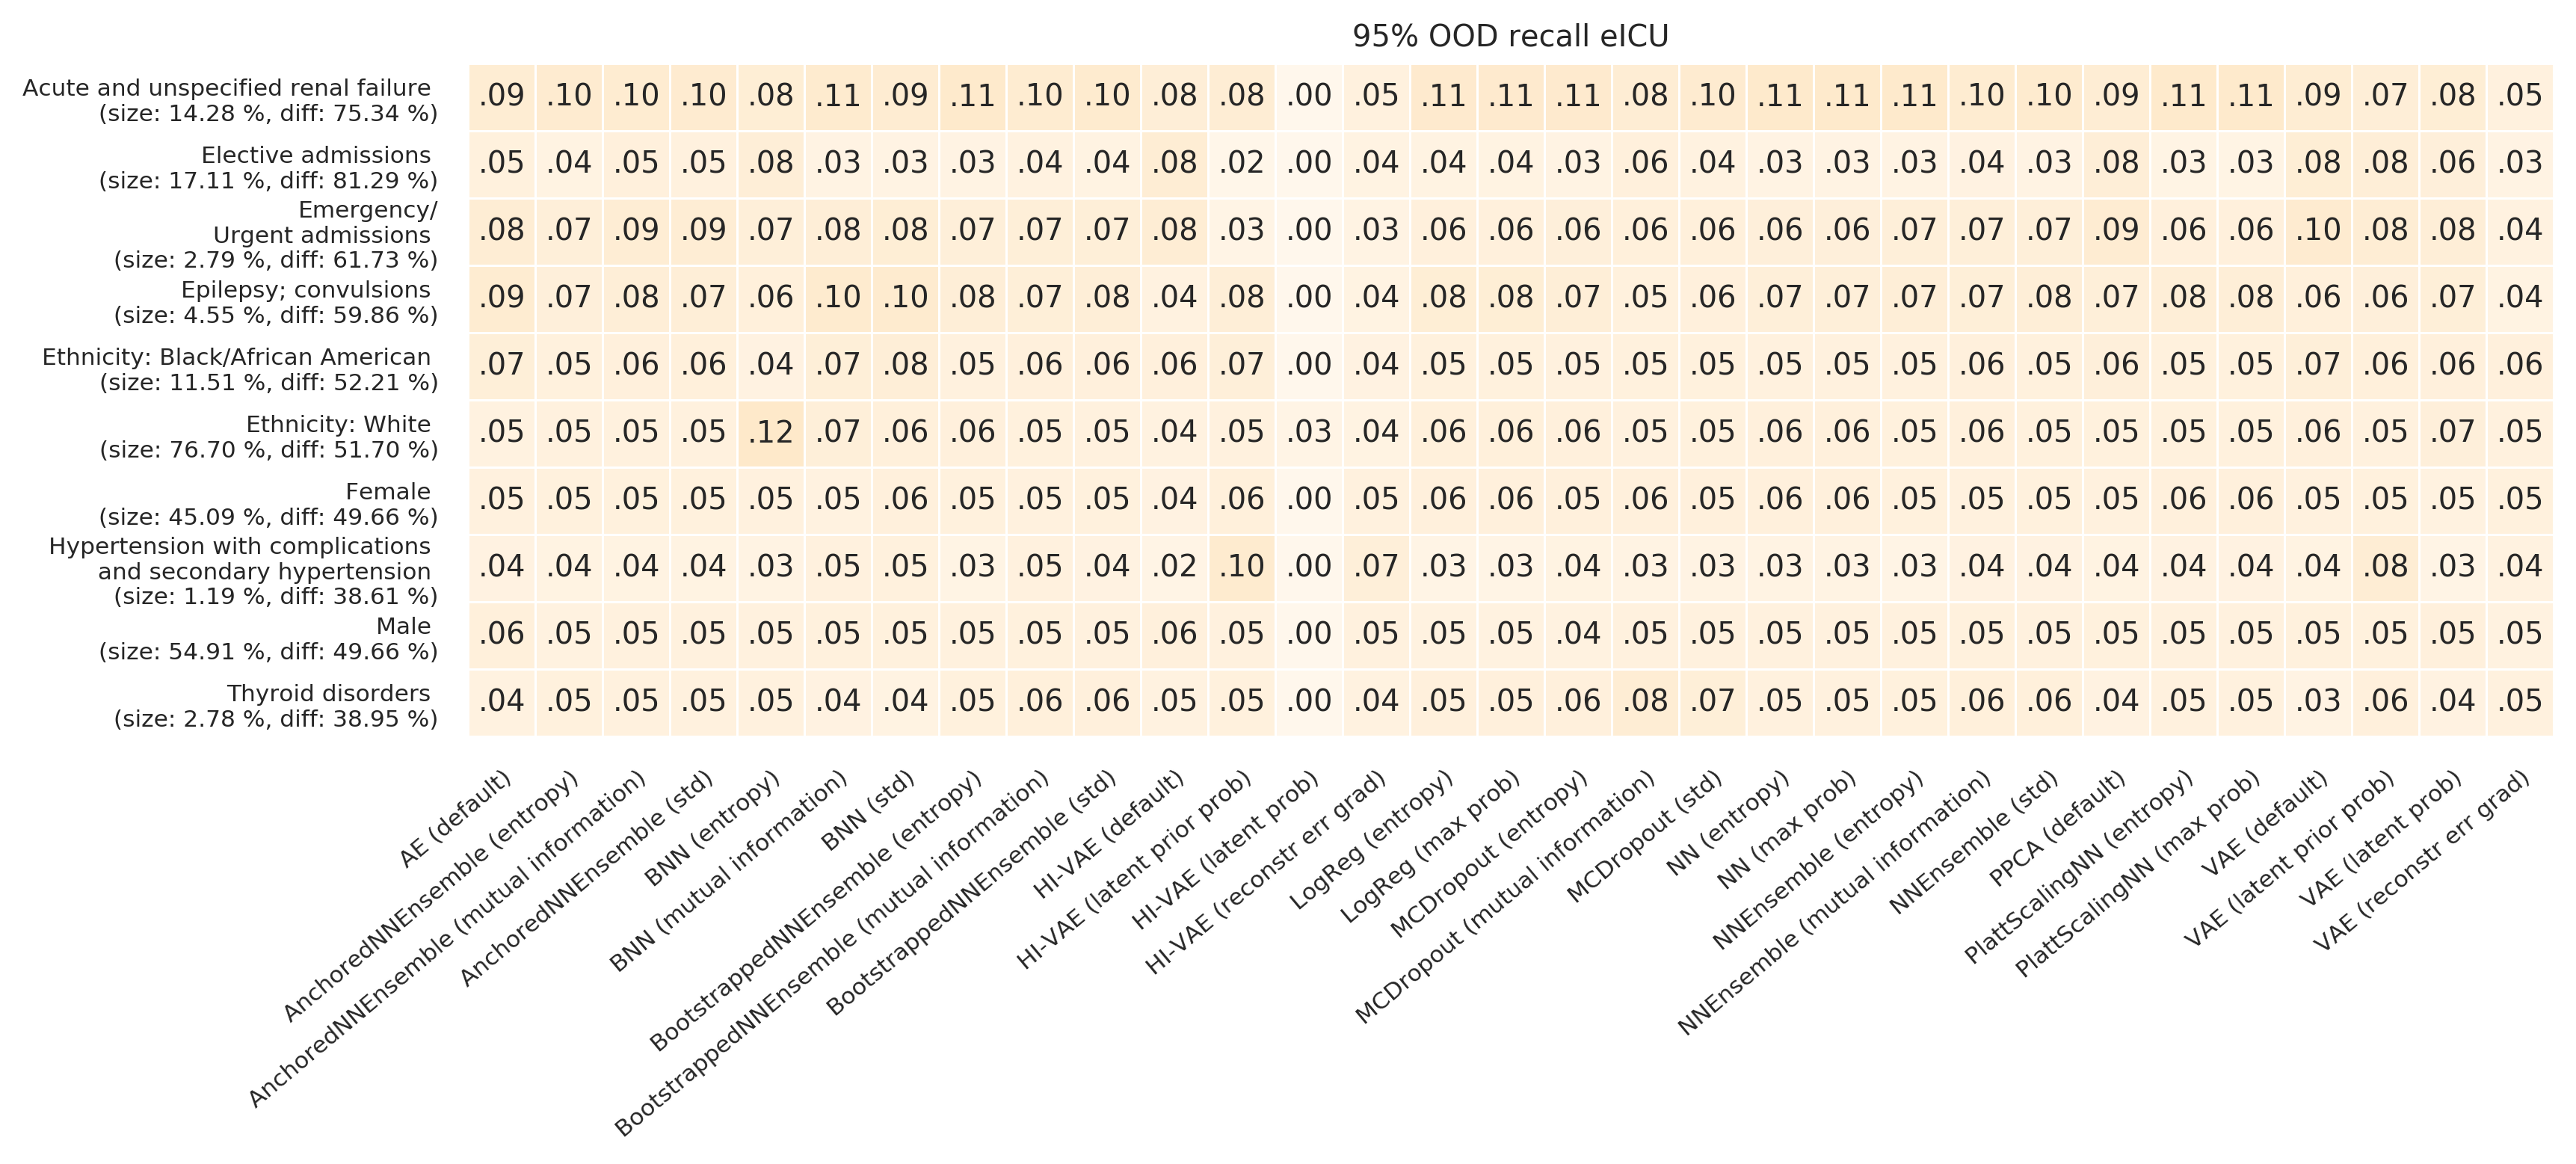 95% OOD recall eICU
Acute and unspecified renal failure
(size: 14.28 %, diff: 75.34 %)
.09 .10 .10 .10 .08 .11 .09 .11 .10 .10 .08 .08 .00 .05 .11 .11 .11 .08 .10 .11 .11 .11 .10 .10 .09 .11 .11 .09 .07 .08 .05
Elective admissions
(size: 17.11 %, diff: 81.29 %)
.05 .04 .05 .05 .08 .03 .03 .03 .04 .04 .08 .02 .00 .04 .04 .04 .03 .06 .04 .03 .03 .03 .04 .03 .08 .03 .03 .08 .08 .06 .03
Emergency/
Urgent admissions
(size: 2.79 %, diff: 61.73 %)
.08 .07 .09 .09 .07 .08 .08 .07 .07 .07 .08 .03 .00 .03 .06 .06 .06 .06 .06 .06 .06 .07 .07 .07 .09 .06 .06 .10 .08 .08 .04
Epilepsy; convulsions
(size: 4.55 %, diff: 59.86 %)
.09 .07 .08 .07 .06 .10 .10 .08 .07 .08 .04 .08 .00 .04 .08 .08 .07 .05 .06 .07 .07 .07 .07 .08 .07 .08 .08 .06 .06 .07 .04
Ethnicity: Black/African American
(size: 11.51 %, diff: 52.21 %)
.07 .05 .06 .06 .04 .07 .08 .05 .06 .06 .06 .07 .00 .04 .05 .05 .05 .05 .05 .05 .05 .05 .06 .05 .06 .05 .05 .07 .06 .06 .06
Ethnicity: White
(size: 76.70 %, diff: 51.70 %)
.05 .05 .05 .05 .12 .07 .06 .06 .05 .05 .04 .05 .03 .04 .06 .06 .06 .05 .05 .06 .06 .05 .06 .05 .05 .05 .05 .06 .05 .07 .05
Female
(size: 45.09 %, diff: 49.66 %)
.05 .05 .05 .05 .05 .05 .06 .05 .05 .05 .04 .06 .00 .05 .06 .06 .05 .06 .05 .06 .06 .05 .05 .05 .05 .06 .06 .05 .05 .05 .05
Hypertension with complications
and secondary hypertension
(size: 1.19 %, diff: 38.61 %)
.04 .04 .04 .04 .03 .05 .05 .03 .05 .04 .02 .10 .00 .07 .03 .03 .04 .03 .03 .03 .03 .03 .04 .04 .04 .04 .04 .04 .08 .03 .04
Male
(size: 54.91 %, diff: 49.66 %)
.06 .05 .05 .05 .05 .05 .05 .05 .05 .05 .06 .05 .00 .05 .05 .05 .04 .05 .05 .05 .05 .05 .05 .05 .05 .05 .05 .05 .05 .05 .05
Thyroid disorders
(size: 2.78 %, diff: 38.95 %)
.04 .05 .05 .05 .05 .04 .04 .05 .06 .06 .05 .05 .00 .04 .05 .05 .06 .08 .07 .05 .05 .05 .06 .06 .04 .05 .05 .03 .06 .04 .05
AE (default)
AnchoredNNEnsemble (entropy)
AnchoredNNEnsemble (mutual information)
AnchoredNNEnsemble (std)
BNN (entropy)
BNN (mutual information)
BNN (std)
BootstrappedNNEnsemble (entropy)
BootstrappedNNEnsemble (mutual information)
BootstrappedNNEnsemble (std)
HI-VAE (default)
HI-VAE (latent prior prob)
HI-VAE (latent prob)
HI-VAE (reconstr err grad)
LogReg (entropy)
LogReg (max prob)
MCDropout (entropy)
MCDropout (mutual information)
MCDropout (std)
NN (entropy)
NN (max prob)
NNEnsemble (entropy)
NNEnsemble (mutual information)
NNEnsemble (std)
PPCA (default)
PlattScalingNN (entropy)
PlattScalingNN (max prob)
VAE (default)
VAE (latent prior prob)
VAE (latent prob)
VAE (reconstr err grad)